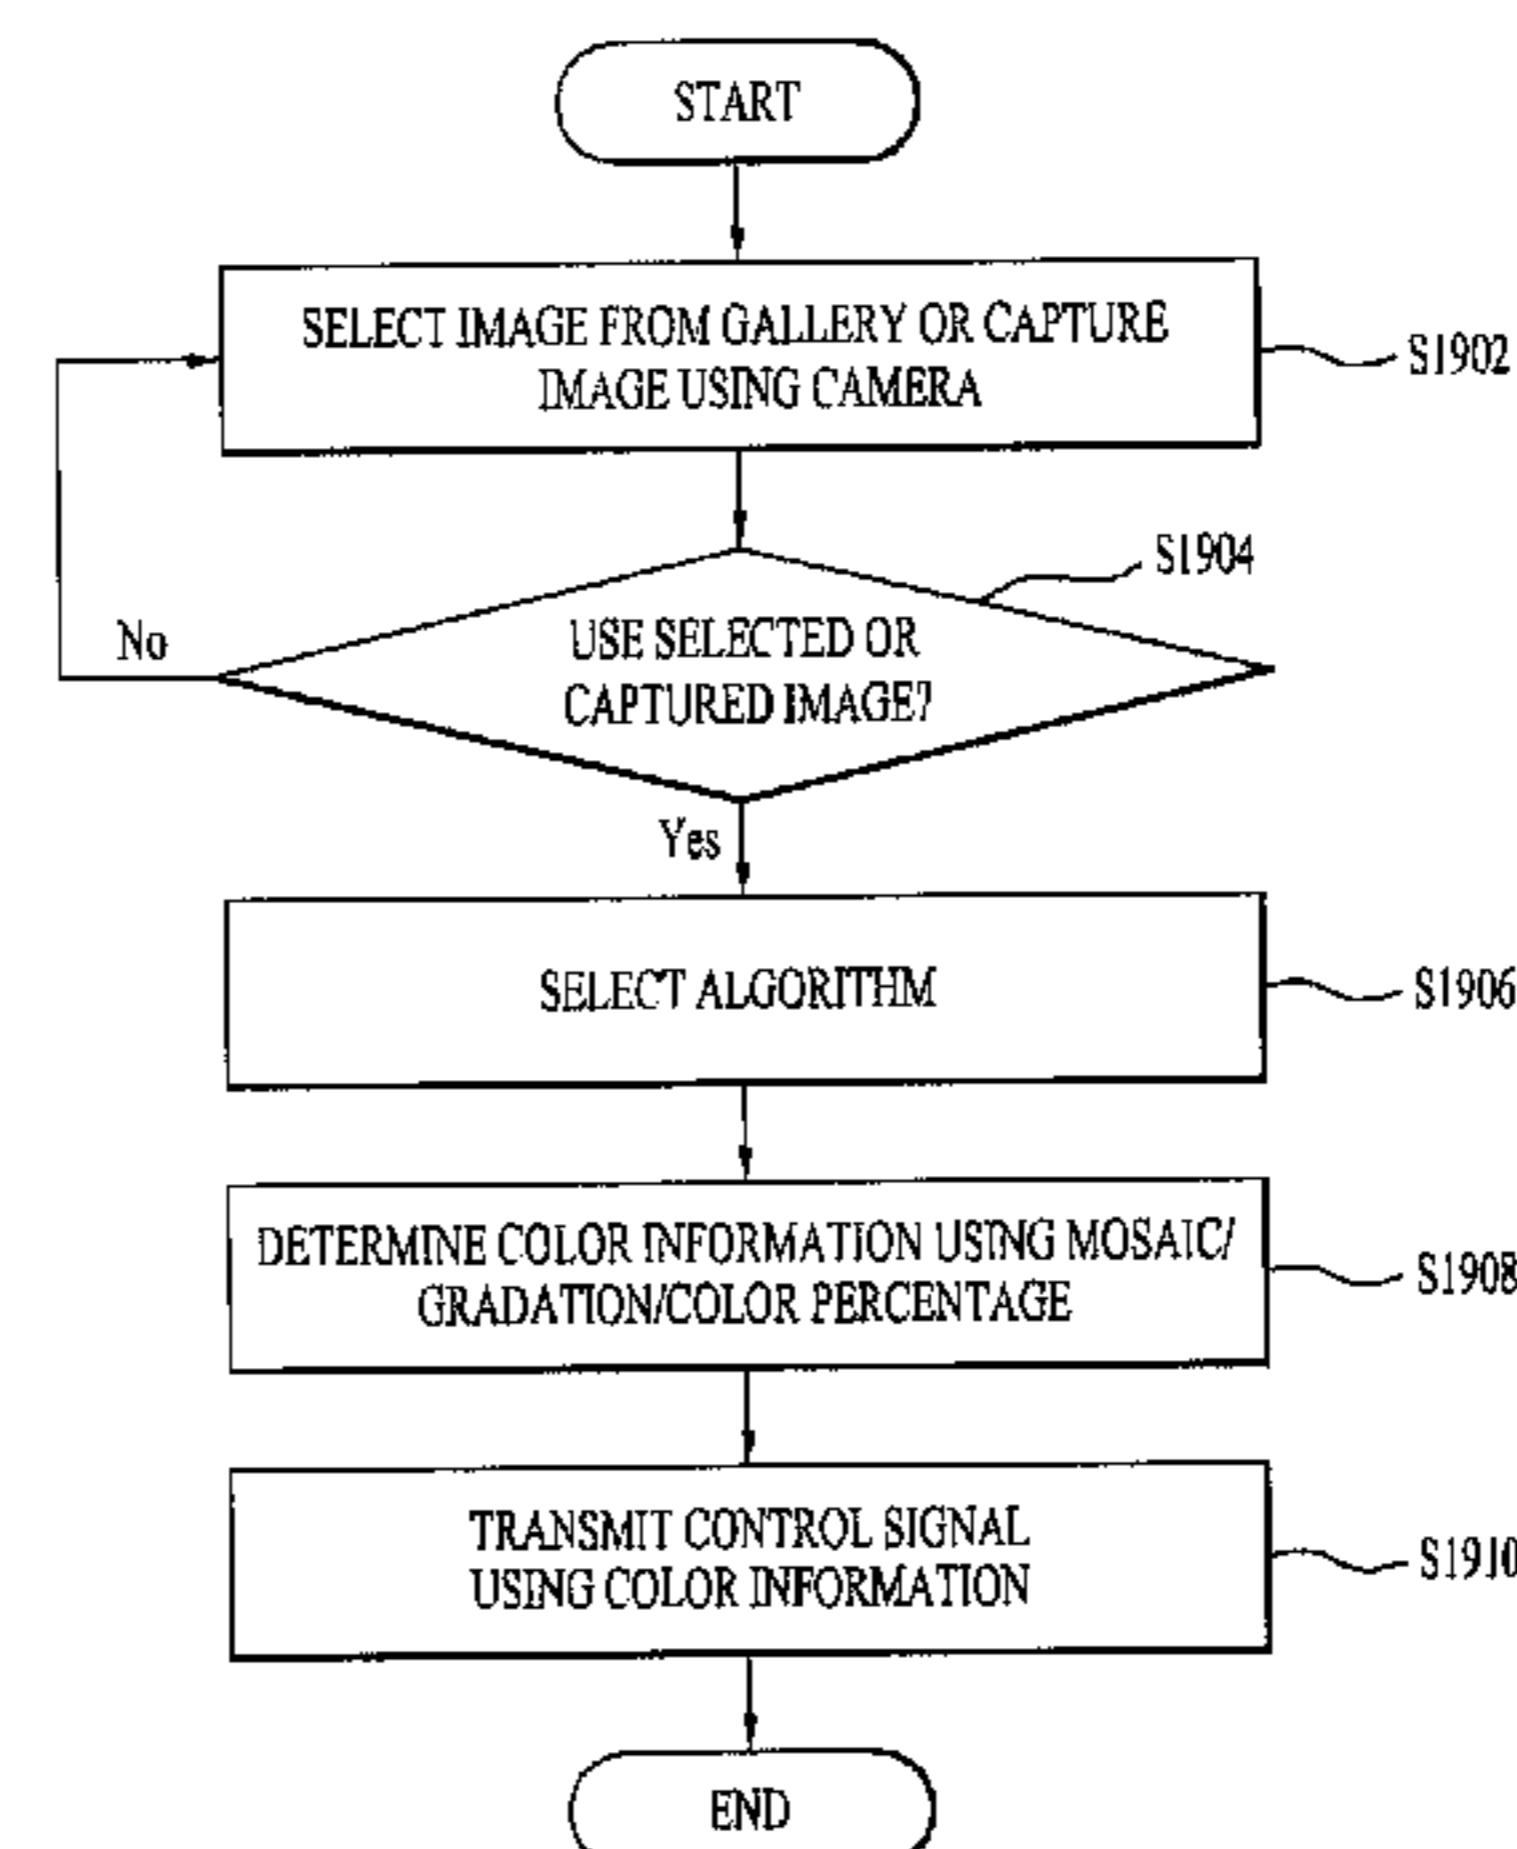 START
SELECT IMAGE FROM GALLERY OR CAPTURE
IMAGE USING CAMERA
S1902
S1904
USE SELECTED OR
CAPTURED IMAGE?
No
Yes
SELECT ALGORITHM
S1906
DETERMINE COLOR INFORMATION USING MOSAIC/
GRADATION/COLOR PERCENTAGE
S1908
TRANSMIT CONTROL SIGNAL
USING COLOR INFORMATION
S1910
END